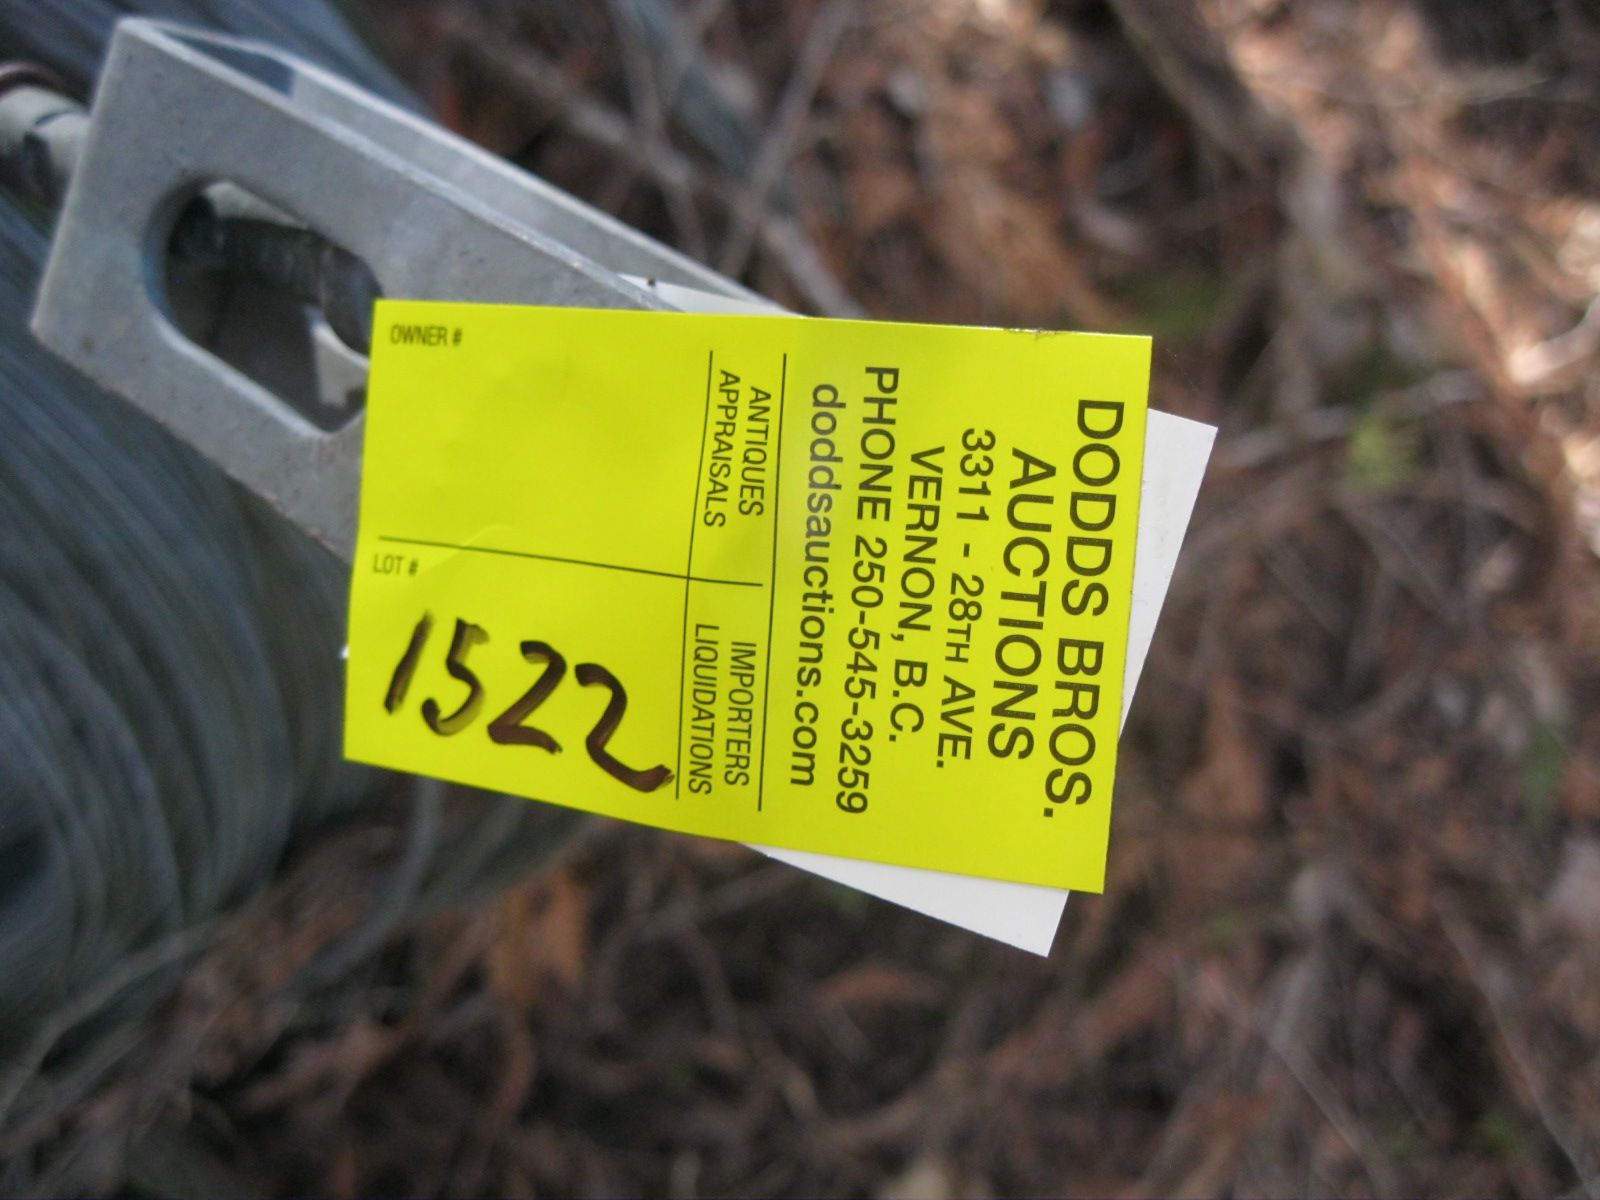 DODDS BROS.
AUCTIONS
3311 - 28TH AVE.
VERNON, B.C.
PHONE 250-545-3259
doddsauctions.com
ANTIQUES IMPORTERS
APPRAISALS LIQUIDATIONS
OWNER # LOT #
1522